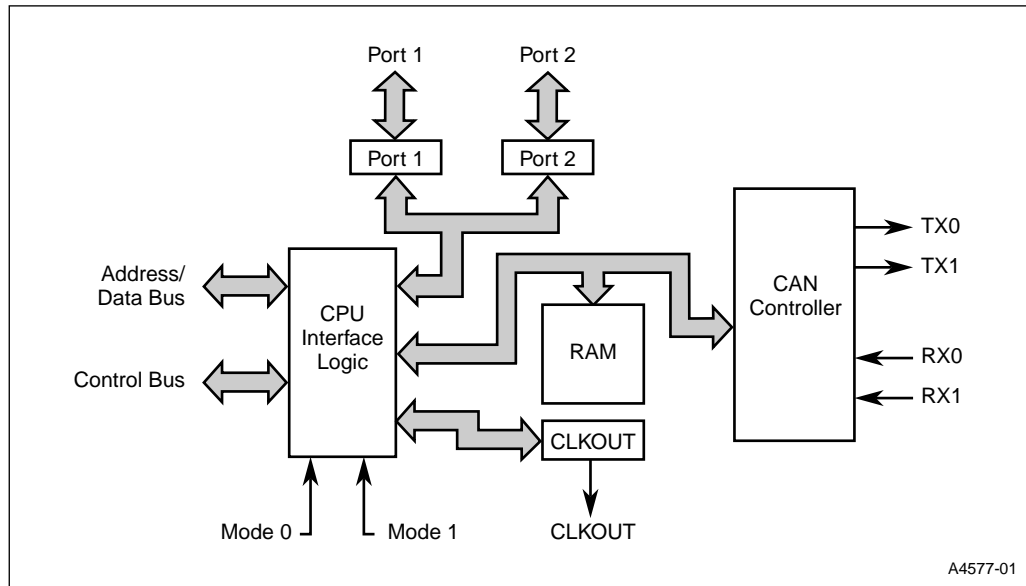 Port 1
Port 2
Port 1
Port 2
TX0
TX1
CAN
Controller
RX0
RX1
Address/
Data Bus
Control Bus
CPU
Interface
Logic
RAM
CLKOUT
Mode 0
Mode 1
CLKOUT
A4577-01